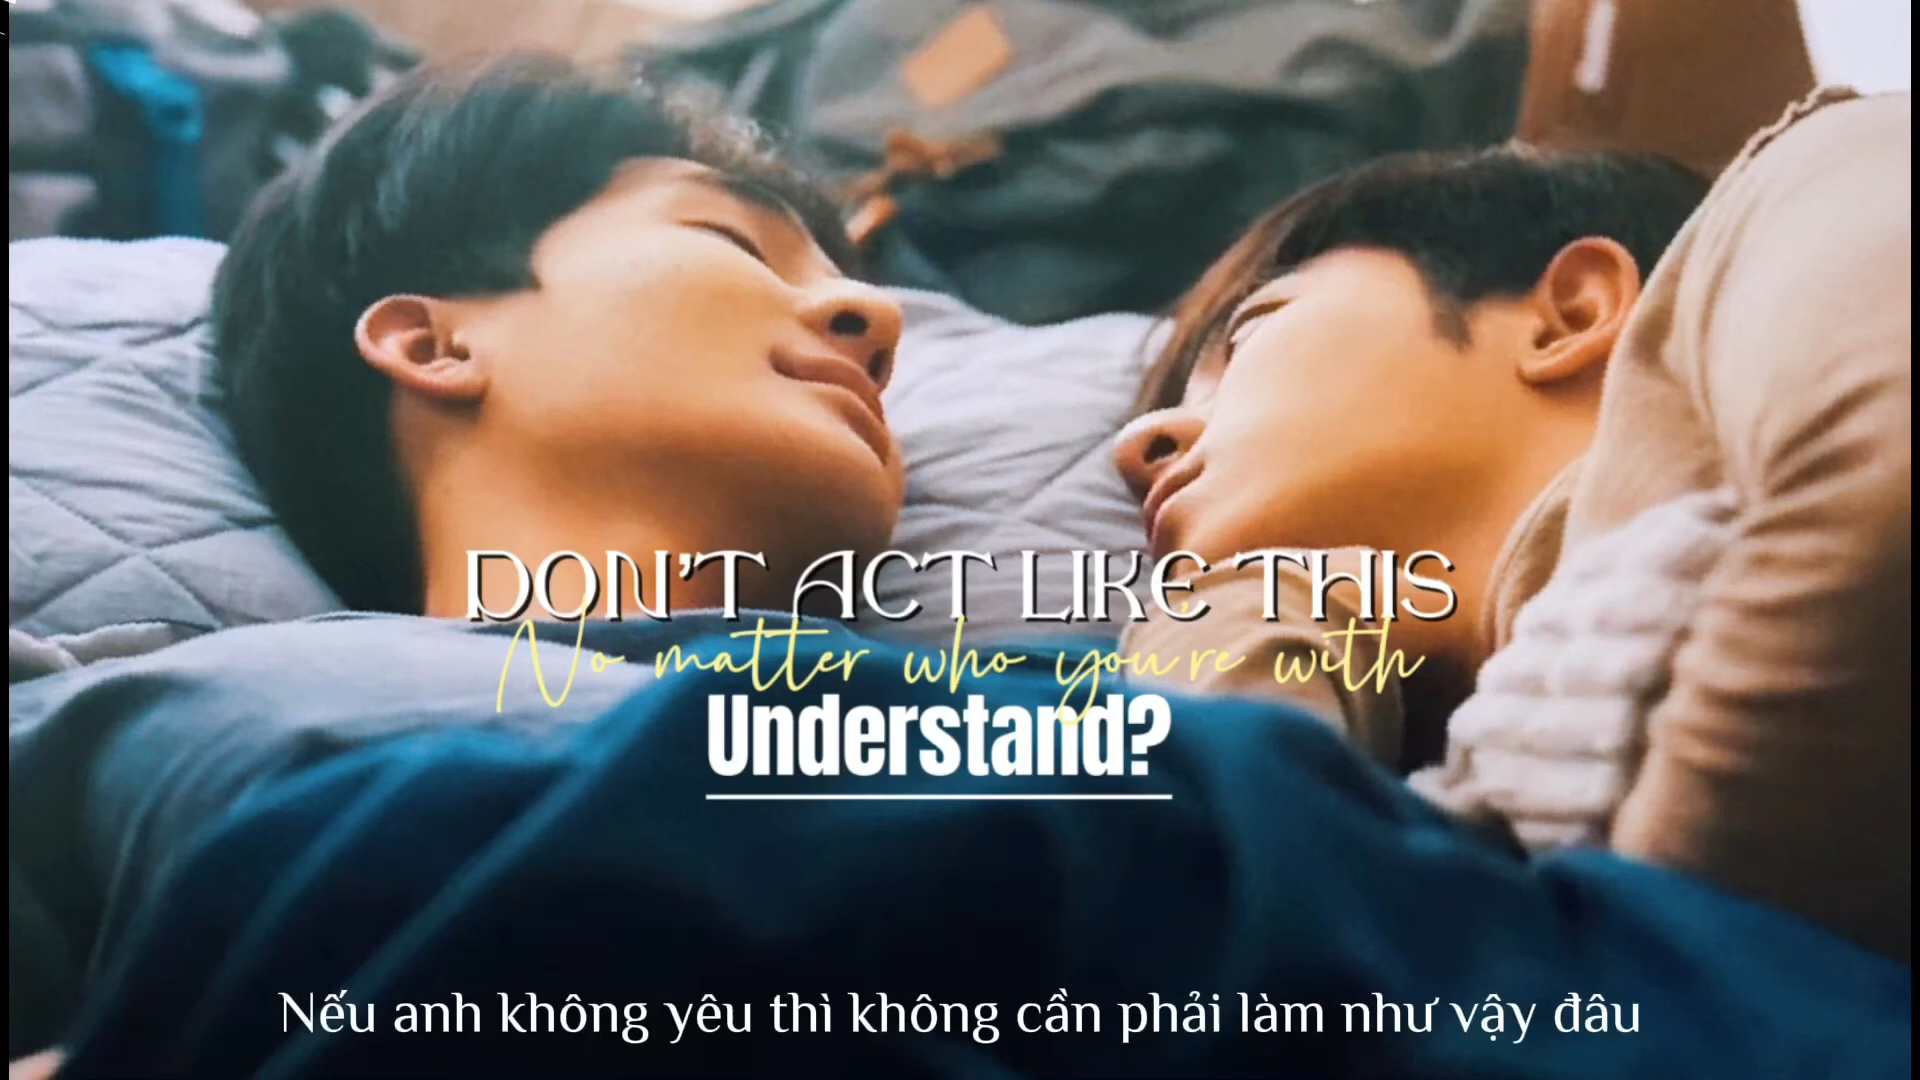 DON'T ACT LIKE THIS
No matter who you're with
Understand?
Nếu anh không yêu thì không cần phải làm như vậy đâu